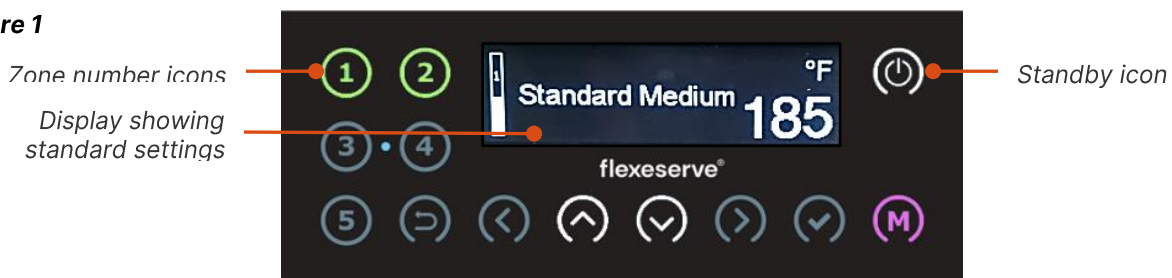 re 1
1
2
1
°F
Standard Medium
185
Zone number icons
Standby icon
Display showing
standard settings
3
4
flexeserve®
5
M